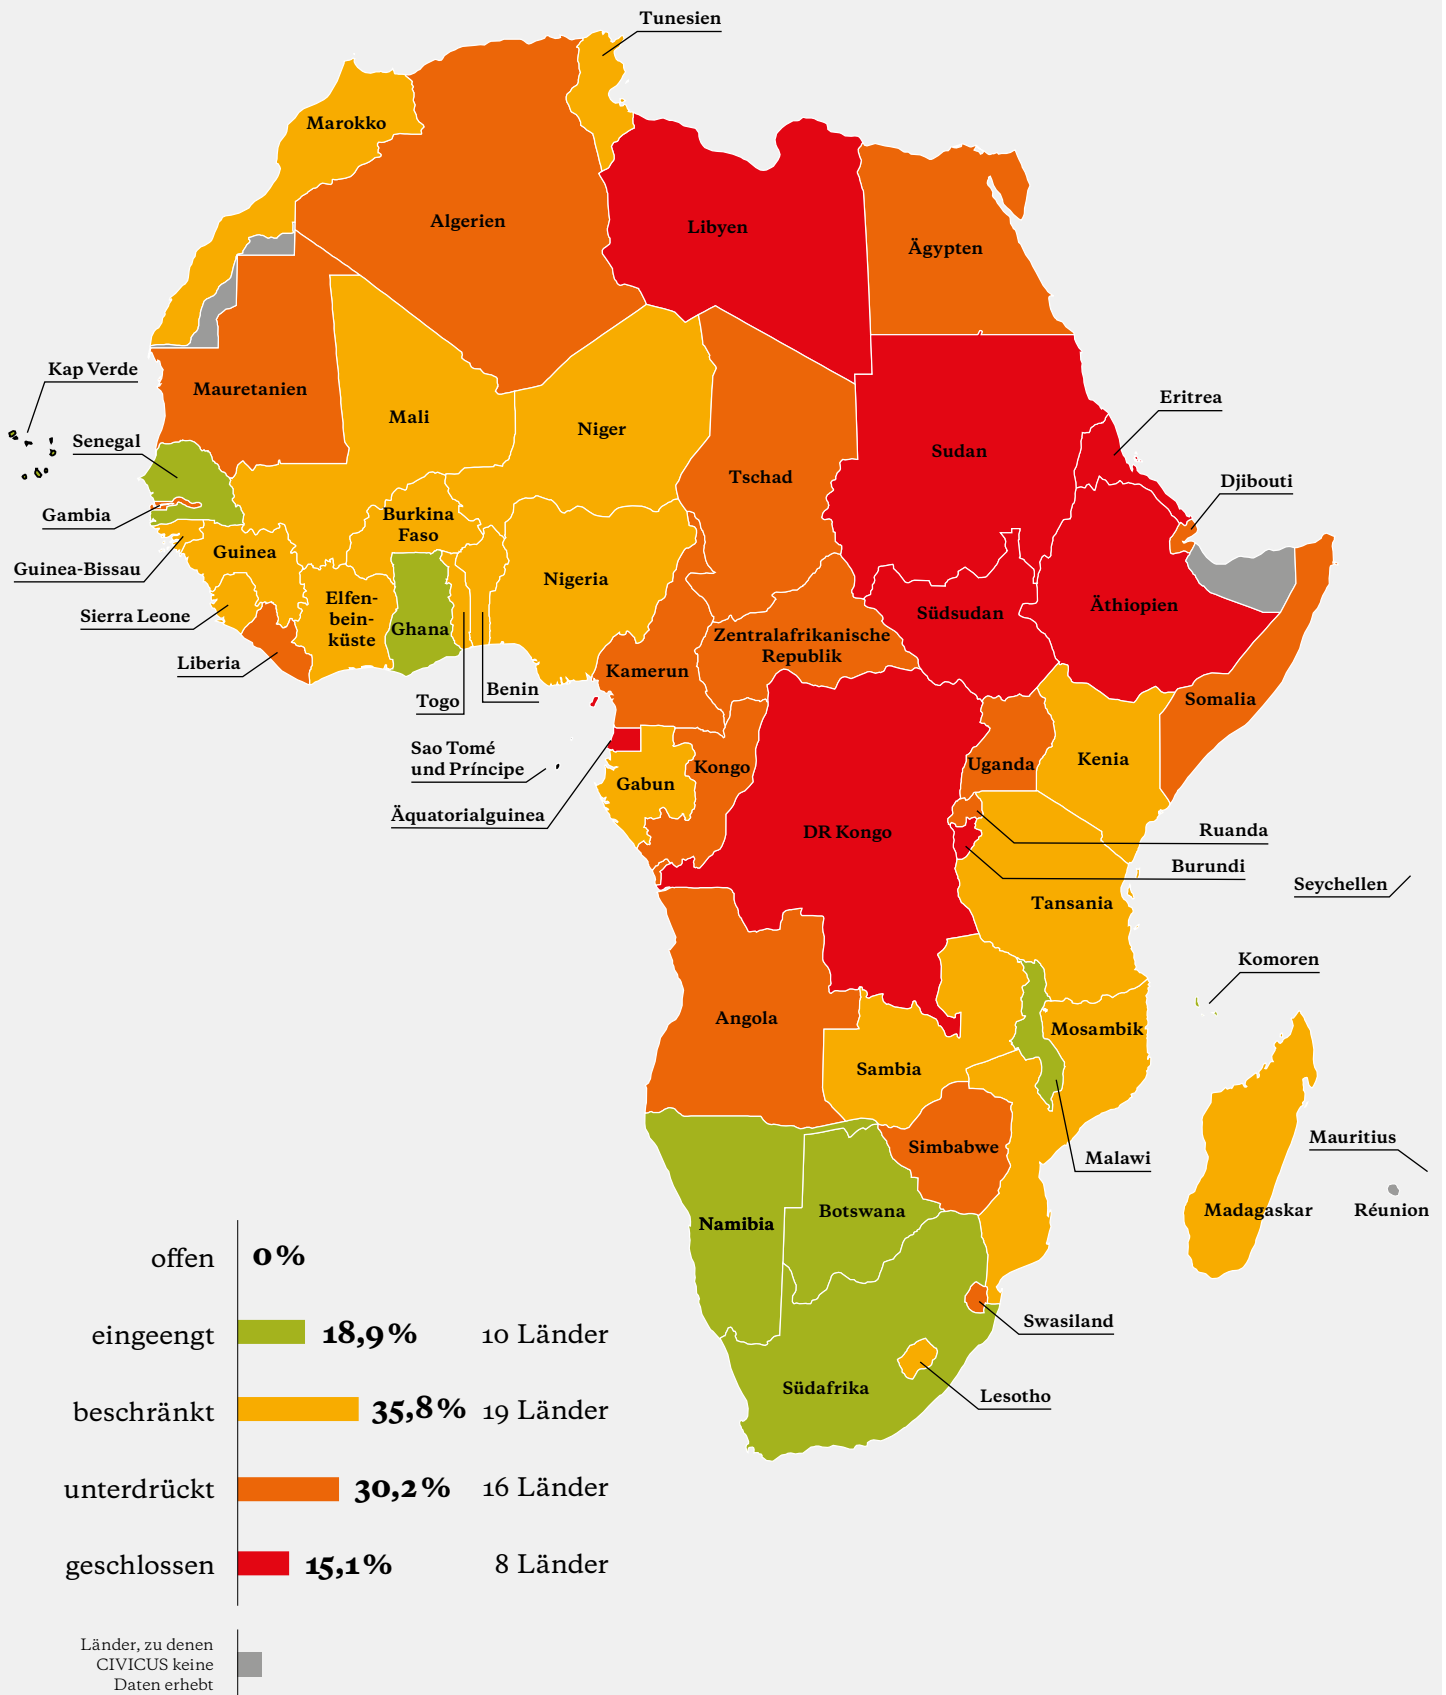 Tunesien
Marokko
Algerien
Libyen
Ägypten
Kap Verde
Mauretanien
Mali
Niger
Eritrea
Senegal
Sudan
Tschad
Djibouti
Gambia
Burkina
Faso
Guinea
Guinea-Bissau
Nigeria
Elfen-
bein-
küste
Äthiopien
Sierra Leone
Südsudan
Ghana
Zentralafrikanische
Republik
Liberia
Kamerun
Togo
Benin
Somalia
Sao Tomé
und Príncipe
Kongo
Uganda
Kenia
Gabun
Äquatorialguinea
DR Kongo
Ruanda
Burundi
Seychellen
Tansania
Komoren
Angola
Mosambik
Sambia
Mauritius
Simbabwe
Malawi
Madagaskar
Réunion
Namibia
Botswana
Swasiland
Südafrika
Lesotho
offen 0 %
eingeengt 18,9 % 10 Länder
beschränkt 35,8 % 19 Länder
unterdrückt 30,2 % 16 Länder
geschlossen 15,1 % 8 Länder
Länder, zu denen
CIVICUS keine
Daten erhebt